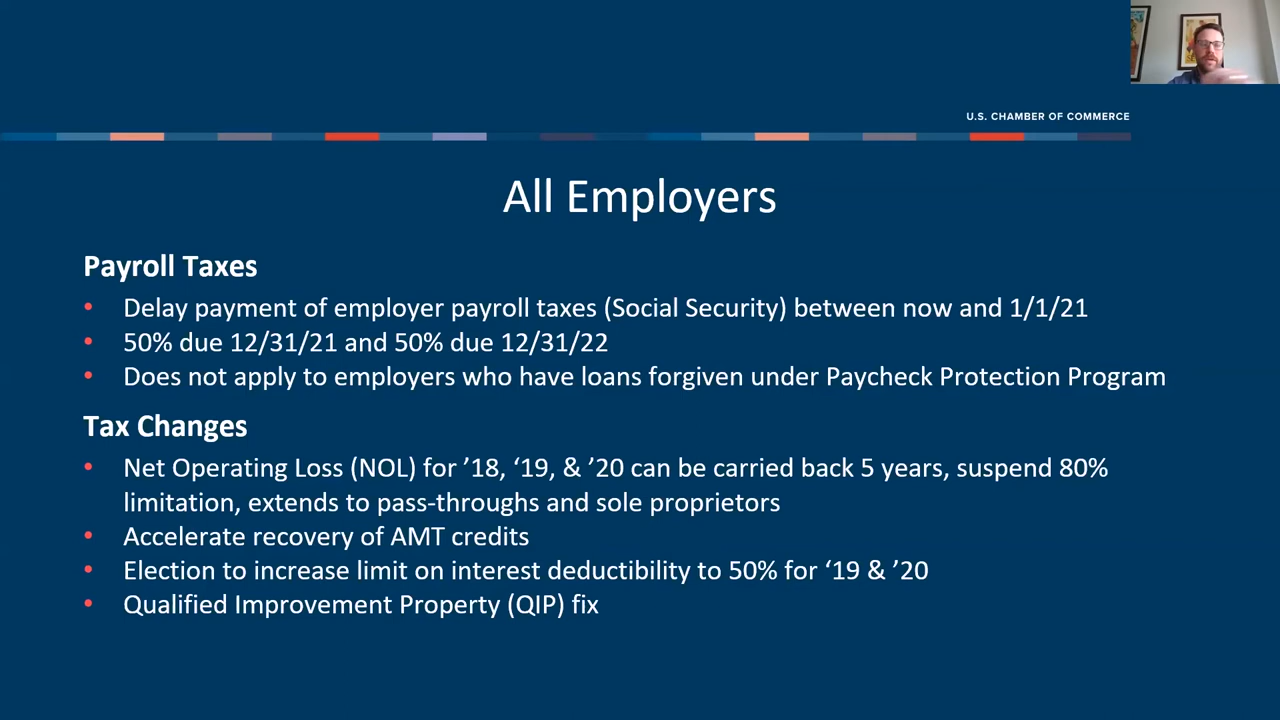 U.S. CHAMBER OF COMMERCE
All Employers
Payroll Taxes
• Delay payment of employer payroll taxes (Social Security) between now and 1/1/21
• 50% due 12/31/21 and 50% due 12/31/22
• Does not apply to employers who have loans forgiven under Paycheck Protection Program
Tax Changes
• Net Operating Loss (NOL) for ’18, ‘19, & ’20 can be carried back 5 years, suspend 80%
limitation, extends to pass-throughs and sole proprietors
• Accelerate recovery of AMT credits
• Election to increase limit on interest deductibility to 50% for ‘19 & ’20
• Qualified Improvement Property (QIP) fix